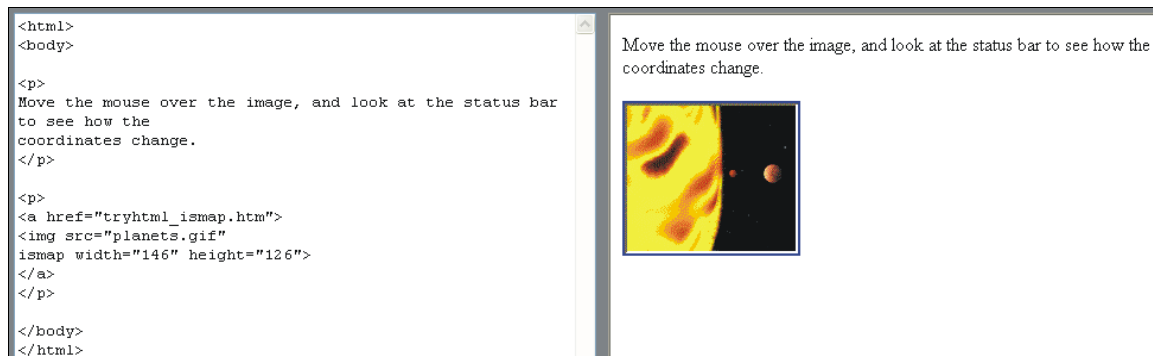 <html>
<body>
<p>
Move the mouse over the image, and look at the status bar
to see how the
coordinates change.
</p>
<p>
<a href="tryhtml_ismap.htm">
<img src="planets.gif"
ismap width="146" height="126">
</a>
</p>
</body>
</html>
Move the mouse over the image, and look at the status bar to see how the
coordinates change.